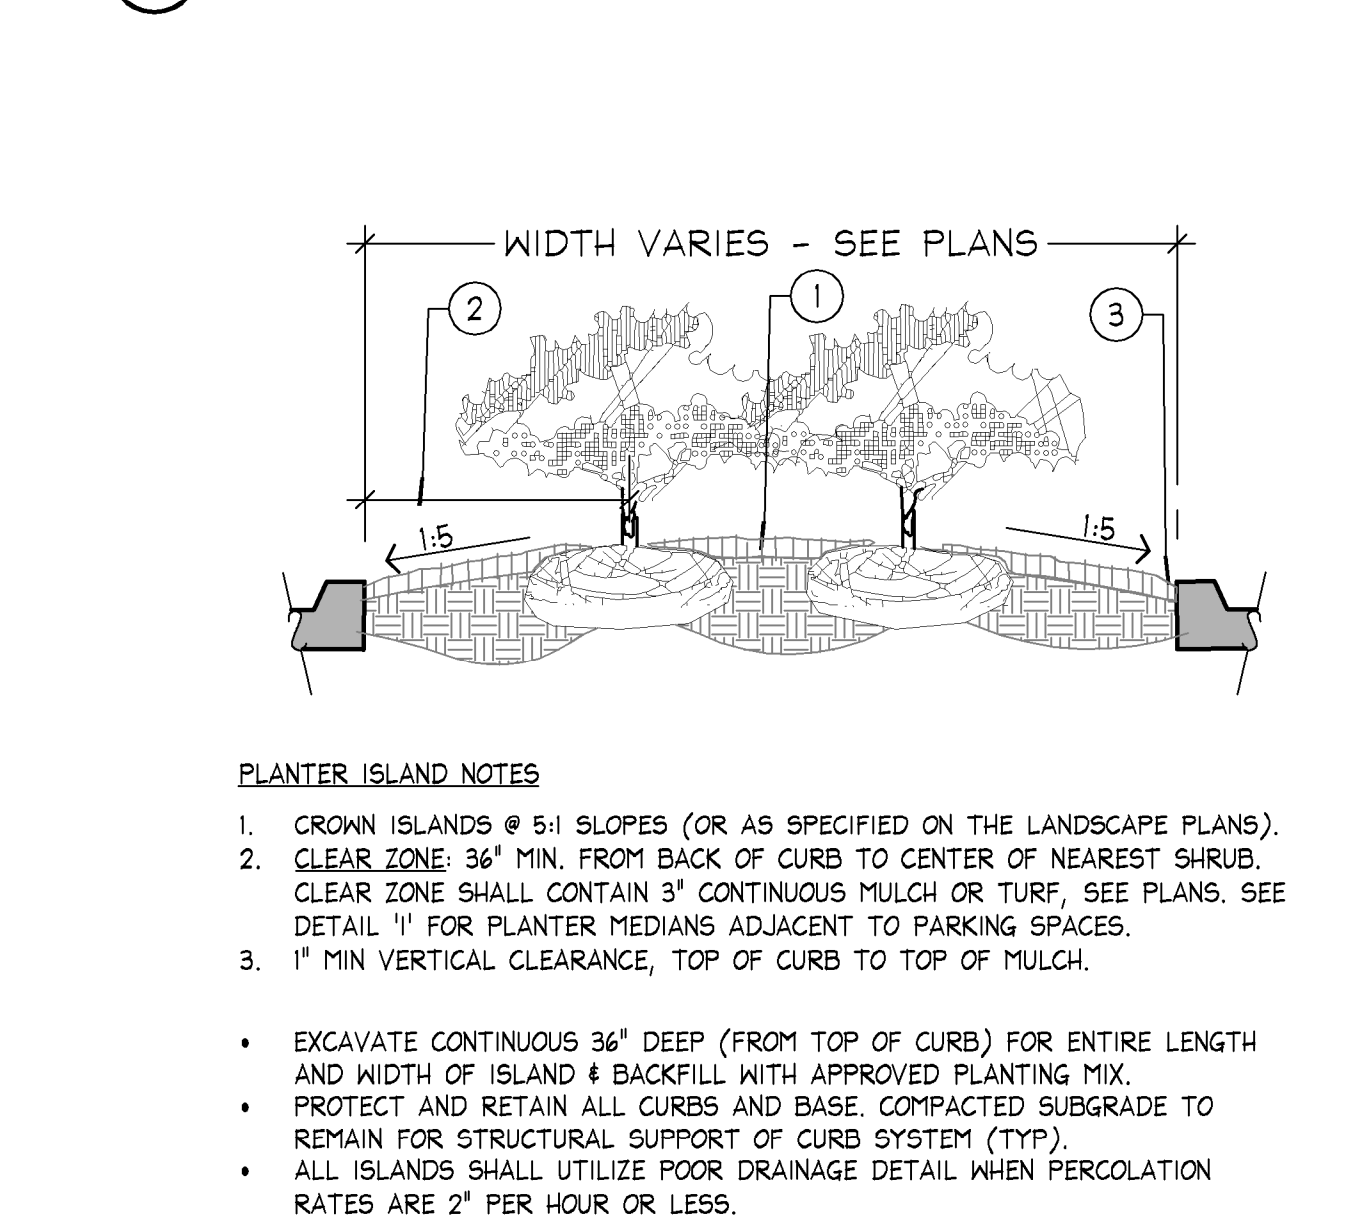 WIDTH VARIES - SEE PLANS
2
1
3
1:5
1:5
PLANTER ISLAND NOTES
1. CROWN ISLANDS @ 5:1 SLOPES (OR AS SPECIFIED ON THE LANDSCAPE PLANS).
2. CLEAR ZONE: 36" MIN. FROM BACK OF CURB TO CENTER OF NEAREST SHRUB.
CLEAR ZONE SHALL CONTAIN 3" CONTINUOUS MULCH OR TURF, SEE PLANS. SEE
DETAIL 'I' FOR PLANTER MEDIANS ADJACENT TO PARKING SPACES.
3. 1" MIN VERTICAL CLEARANCE, TOP OF CURB TO TOP OF MULCH.
• EXCAVATE CONTINUOUS 36" DEEP (FROM TOP OF CURB) FOR ENTIRE LENGTH
AND WIDTH OF ISLAND & BACKFILL WITH APPROVED PLANTING MIX.
• PROTECT AND RETAIN ALL CURBS AND BASE. COMPACTED SUBGRADE TO
REMAIN FOR STRUCTURAL SUPPORT OF CURB SYSTEM (TYP).
• ALL ISLANDS SHALL UTILIZE POOR DRAINAGE DETAIL WHEN PERCOLATION
RATES ARE 2" PER HOUR OR LESS.